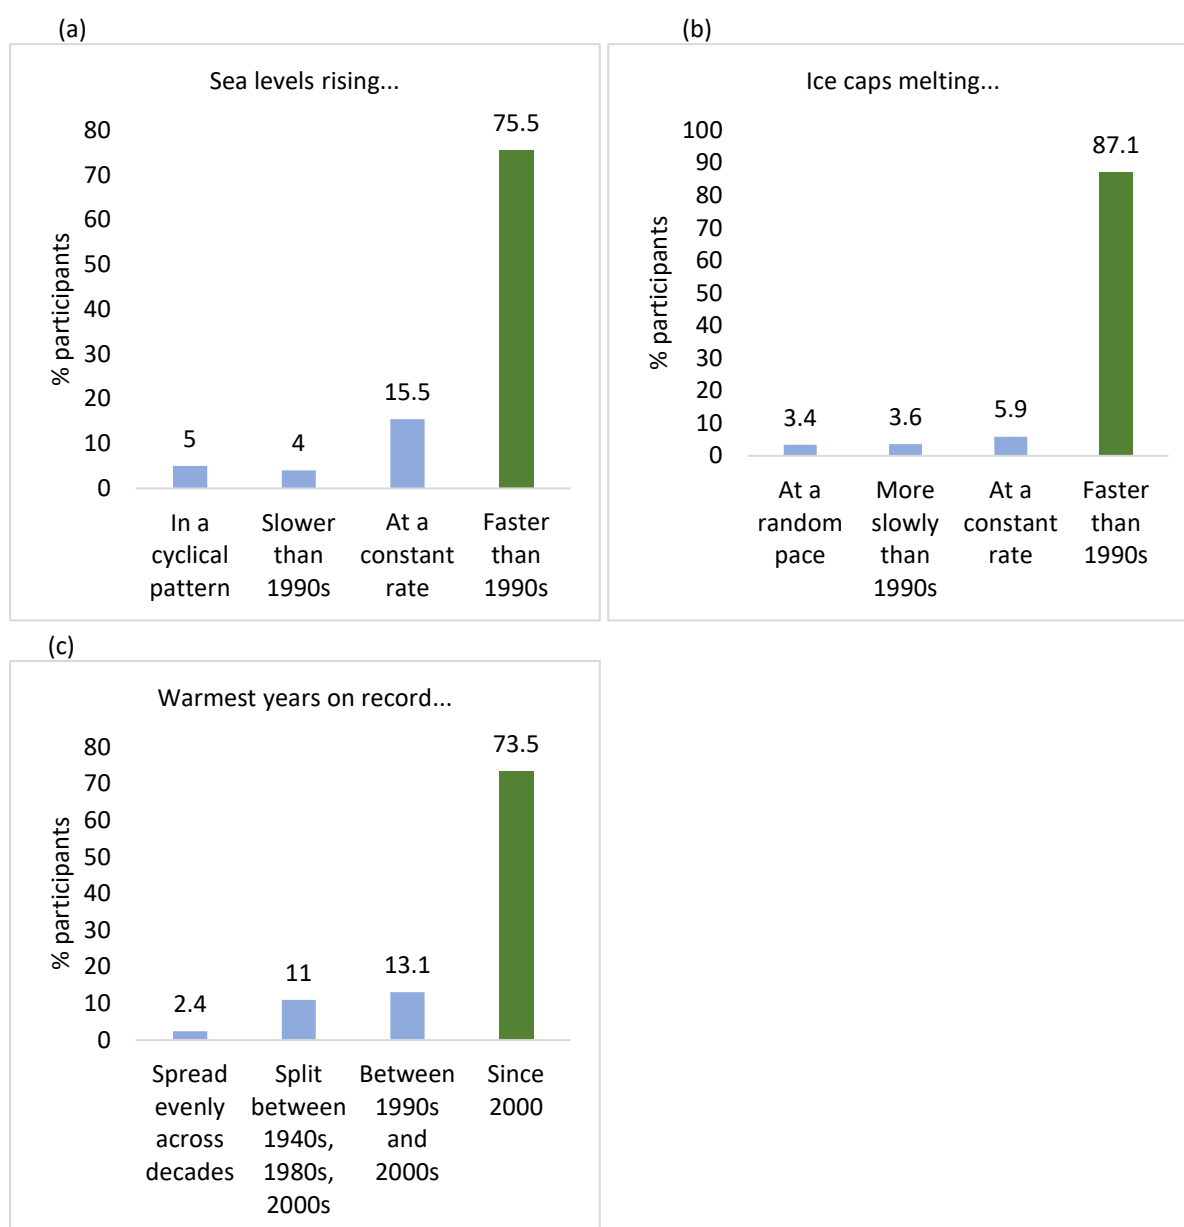 (a)
Sea levels rising...
% participants
80
70
60
50
40
30
20
10
0
5
4
15.5
75.5
In a
cyclical
pattern
Slower
than
1990s
At a
constant
rate
Faster
than
1990s
(b)
Ice caps melting...
% participants
100
90
80
70
60
50
40
30
20
10
0
3.4
3.6
5.9
87.1
At a
random
pace
More
slowly
than
1990s
At a
constant
rate
Faster
than
1990s
(c)
Warmest years on record...
% participants
80
70
60
50
40
30
20
10
0
2.4
11
13.1
73.5
Spread
evenly
across
decades
Split
between
1940s,
1980s,
2000s
Between
1990s
and
2000s
Since
2000